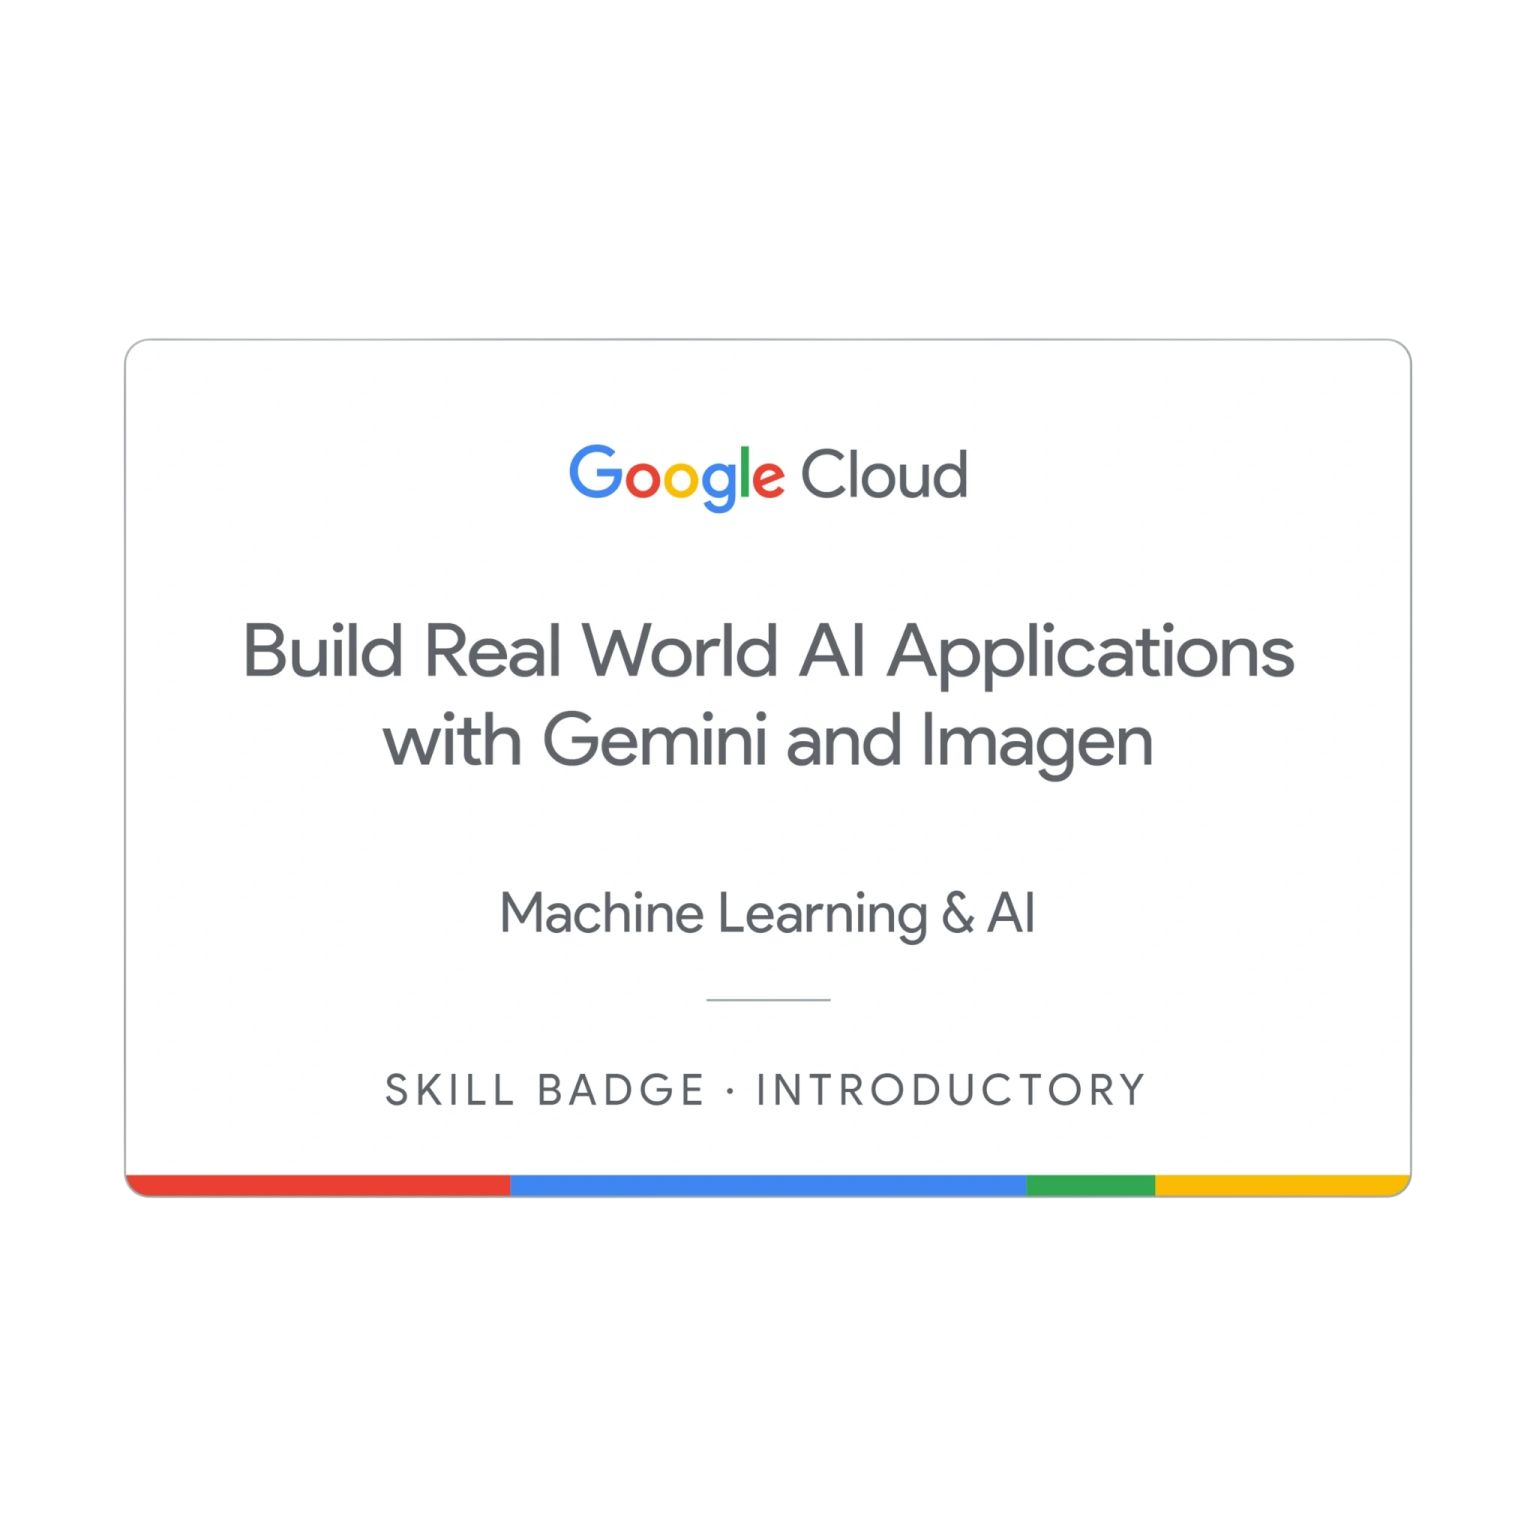 Google Cloud
Build Real World AI Applications
with Gemini and Imagen
Machine Learning & AI
SKILL BADGE · INTRODUCTORY